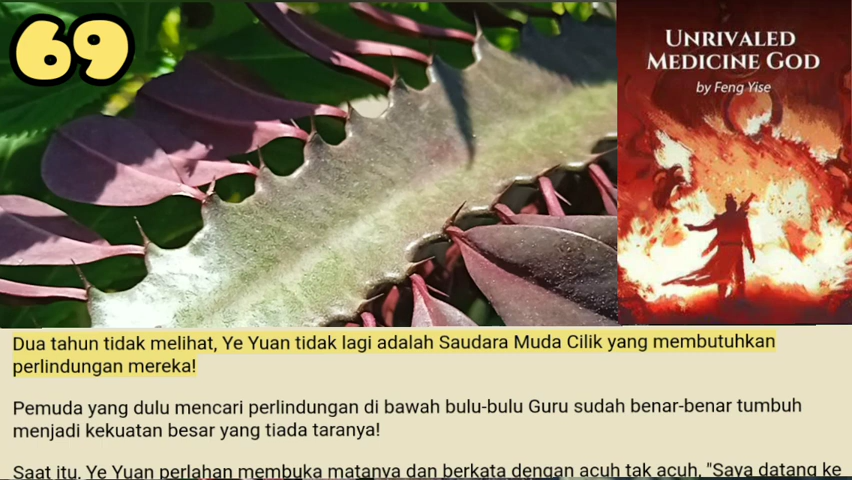 69
UNRIVALED
MEDICINE GOD
by Feng Yise
Dua tahun tidak melihat, Ye Yuan tidak lagi adalah Saudara Muda Cilik yang membutuhkan
perlindungan mereka!
Pemuda yang dulu mencari perlindungan di bawah bulu-bulu Guru sudah benar-benar tumbuh
menjadi kekuatan besar yang tiada taranya!
Saat itu, Ye Yuan perlahan membuka matanya dan berkata dengan acuh tak acuh, "Saya datang ke